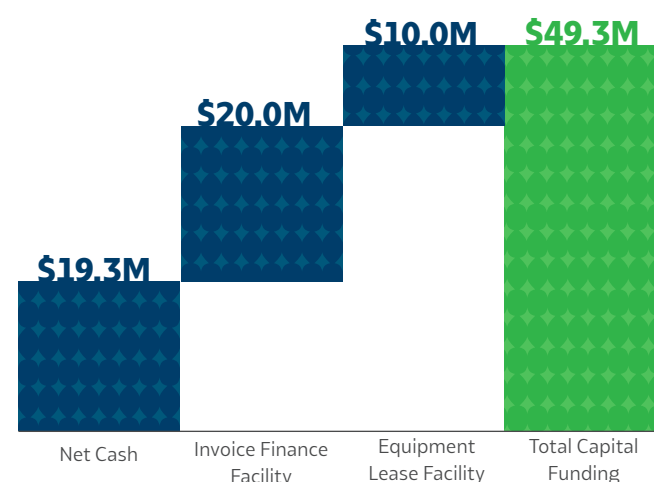 $10.0M
$49.3M
$20.0M
$19.3M
Net Cash
Invoice Finance
Facility
Equipment
Lease Facility
Total Capital
Funding